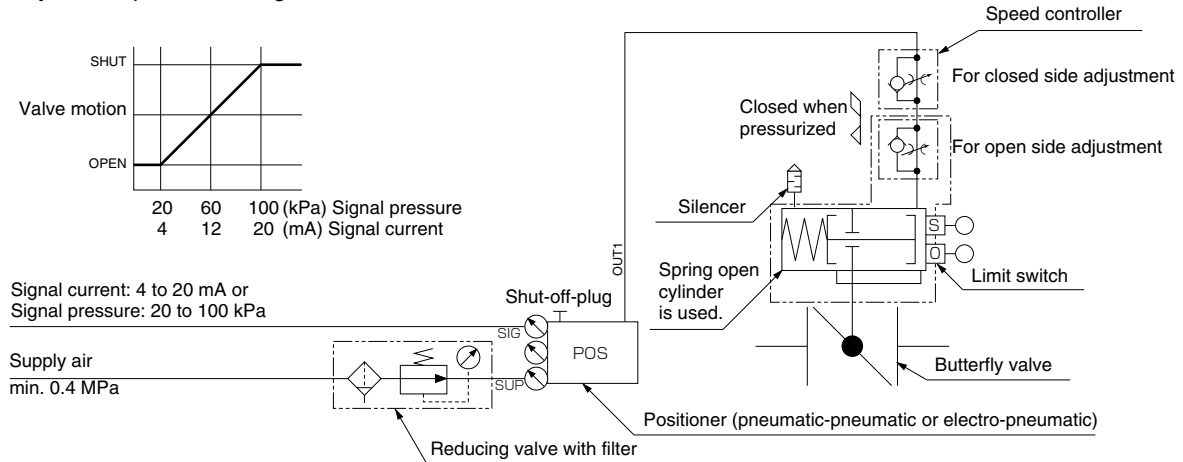 Speed controller
SHUT
Valve motion
OPEN
20 60 100 (kPa) Signal pressure
4 12 20 (mA) Signal current
For closed side adjustment
Closed when
pressurized
For open side adjustment
Silencer
S
O
Limit switch
OUT1
Spring open
cylinder
is used.
Signal current: 4 to 20 mA or
Signal pressure: 20 to 100 kPa
Shut-off-plug
SIG
POS
Supply air
min. 0.4 MPa
SUP
Butterfly valve
Positioner (pneumatic-pneumatic or electro-pneumatic)
Reducing valve with filter